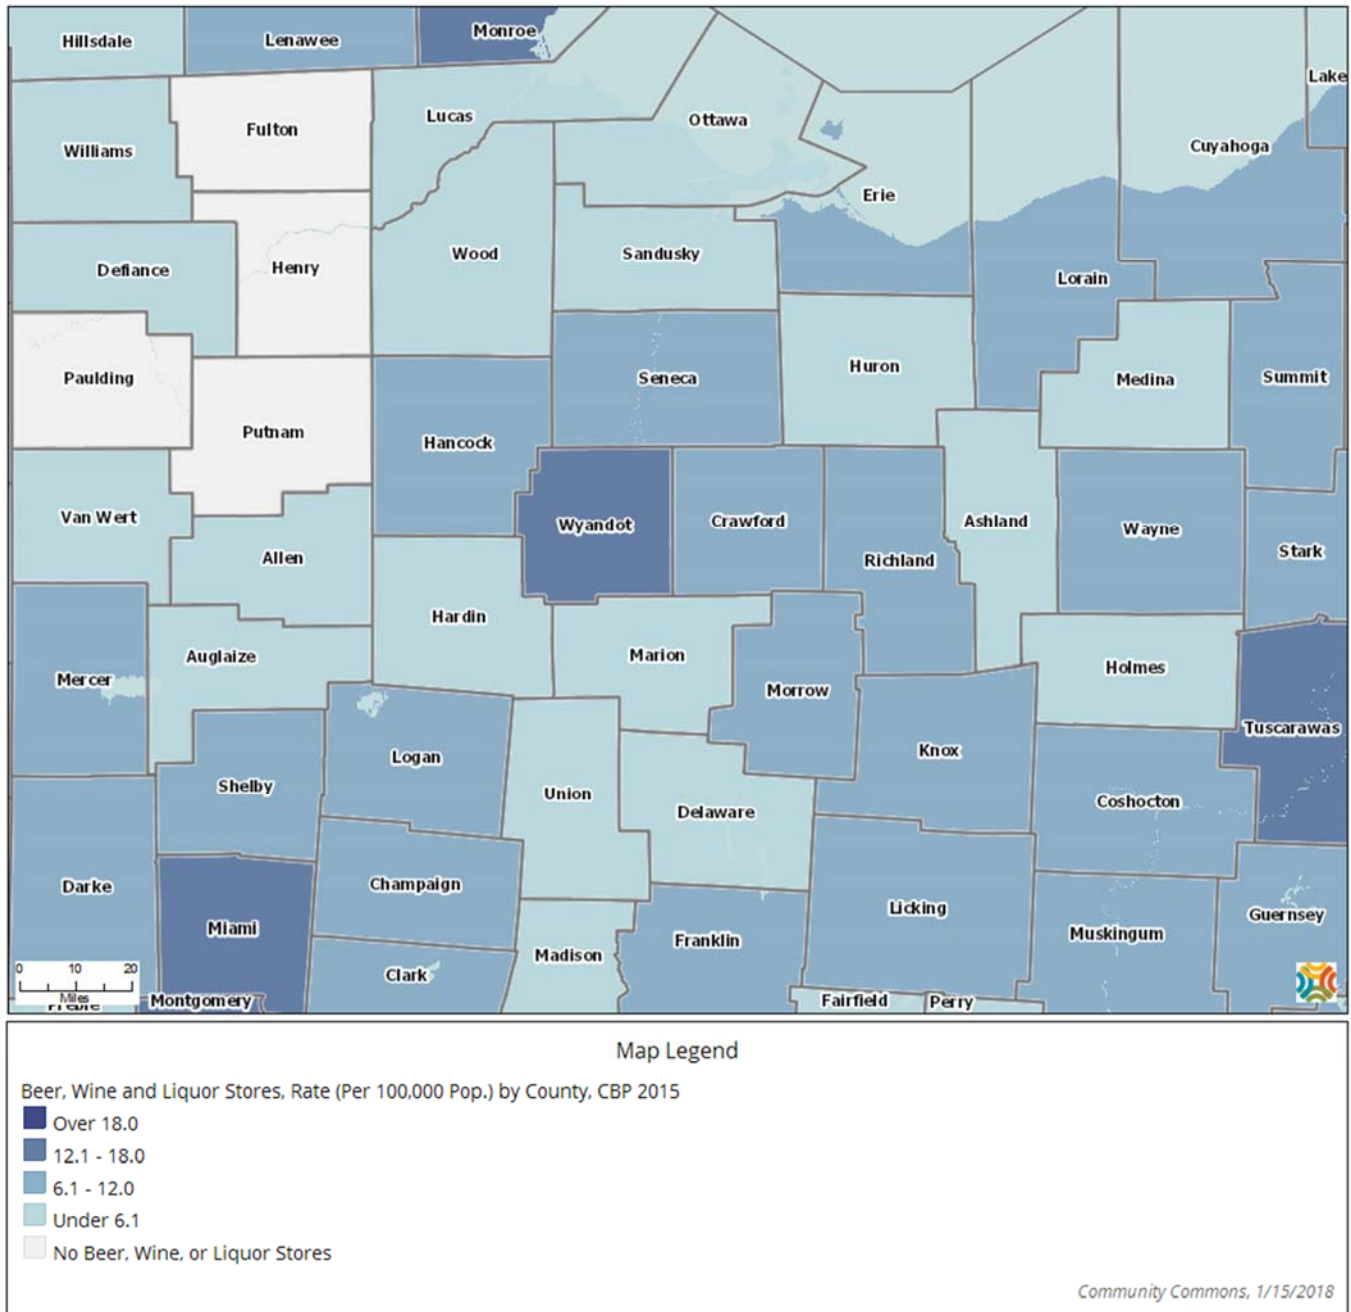 Hillsdale
Lenawee
Monroe
Lake
Lucas
Ottawa
Fulton
Williams
Cuyahoga
Erie
Wood
Sandusky
Henry
Defiance
Lorain
Huron
Seneca
Paulding
Medina
Summit
Putnam
Hancock
Van Wert
Wyandot
Crawford
Ashland
Wayne
Stark
Allen
Richland
Hardin
Auglaize
Marion
Holmes
Mercer
Morrow
Tuscarawas
Knox
Logan
Shelby
Union
Coshocton
Delaware
Darke
Champaign
Licking
Guernsey
Miami
Muskingum
Franklin
Madison
Clark
0 10 20
Miles
Preble
Montgomery
Fairfield
Perry
Map Legend
Beer, Wine and Liquor Stores, Rate (Per 100,000 Pop.) by County, CBP 2015
Over 18.0
12.1 - 18.0
6.1 - 12.0
Under 6.1
No Beer, Wine, or Liquor Stores
Community Commons, 1/15/2018